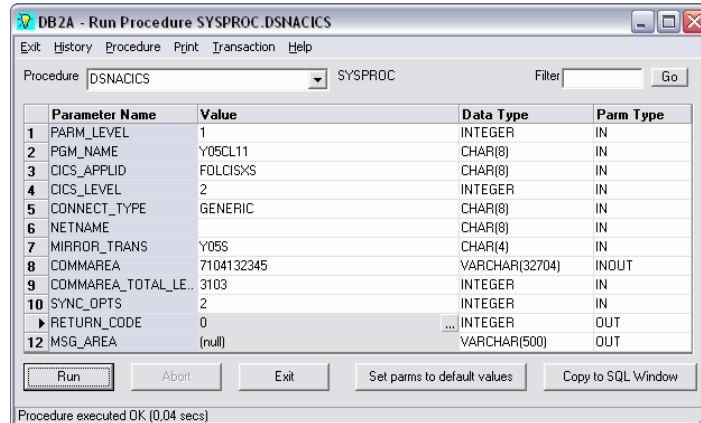 DB2A - Run Procedure SYSPROC.DSNACICS
Exit History Procedure Print Transaction Help
Procedure DSNACICS SYSPROC Filter Go
Parameter Name Value Data Type Parm Type
1 PARM_LEVEL 1 INTEGER IN
2 PGM_NAME Y05CL11 CHAR(8) IN
3 CICS_APPLID FOLCISXS CHAR(8) IN
4 CICS_LEVEL 2 INTEGER IN
5 CONNECT_TYPE GENERIC CHAR(8) IN
6 NETNAME CHAR(8) IN
7 MIRROR_TRANS Y05S CHAR(4) IN
8 COMMAREA 7104132345 VARCHAR(32704) INOUT
9 COMMAREA_TOTAL_LE.. 3103 INTEGER IN
10 SYNC_OPTS 2 INTEGER IN
RETURN_CODE 0 ... INTEGER OUT
12 MSG_AREA (null) VARCHAR(500) OUT
Run Abort Exit Set parms to default values Copy to SQL Window
Procedure executed OK (0,04 secs)